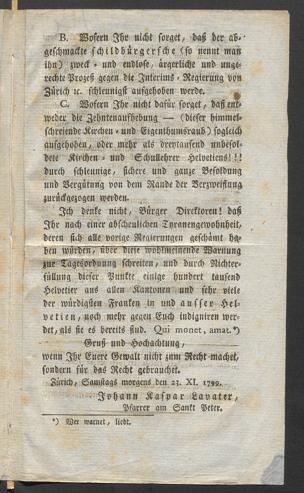 B. Wofern Ihr nicht sorget, daß der ab-
geschmackte schildbürgersche (so nennt man
ihn) zweck- und endlose, ärgerliche und unge-
rechte Prozeß gegen die Interims-Regierung von
Zürich ꝛc. schleunigst aufgehoben werde.
C. Wofern Ihr nicht dafür sorget, daß ent-
weder die Zehntenaufhebung — (dieser himmel-
schreiende Kirchen- und Eigenthumsraub) sogleich
aufgehoben, oder mehr als dreytausend unbesol-
dete Kirchen- und Schullehrer Helvetiens!!!
durch schleunige, sichere und ganze Besoldung
und Vergütung von dem Rande der Verzweiflung
zurückgezogen werden.
Ich denke nicht, Bürger Direktoren! daß
Ihr nach einer abscheulichen Tyranengewohnheit,
deren sich alle vorige Regierungen geschämt ha-
ben würden, über diese wohlmeinende Warnung
zur Tagesordnung schreiten, und durch Nichter-
füllung dieser Punkte einige hundert tausend
Helvetier aus allen Kantonen und sehr viele
der würdigsten Franken in und ausser Hel-
vetien, noch mehr gegen Euch indigniren wer-
det, als sie es bereits sind. Qui monet, amat.*)
Gruß und Hochachtung,
wenn Ihr Euere Gewalt nicht zum Recht machet,
sondern für das Recht gebrauchet.
Zürich, Samstags morgens den 23. XI. 1799.
Johann Kaspar Lavater,
Pfarrer am Sankt Peter.
*) Wer warnet, liebt.